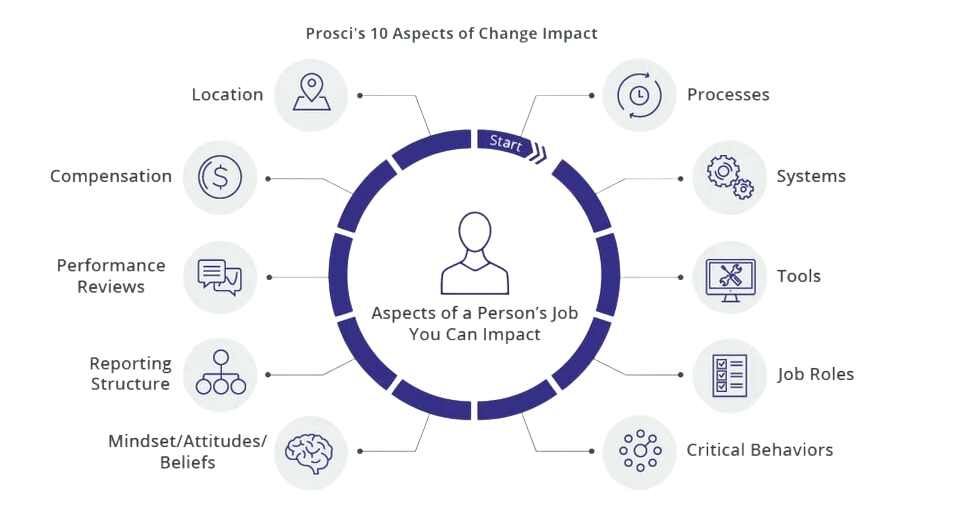 Prosci's 10 Aspects of Change Impact
Start
Processes
Systems
Tools
Job Roles
Critical Behaviors
Mindset/Attitudes/
Beliefs
Reporting
Structure
Performance
Reviews
Compensation
Location
Aspects of a Person’s Job
You Can Impact